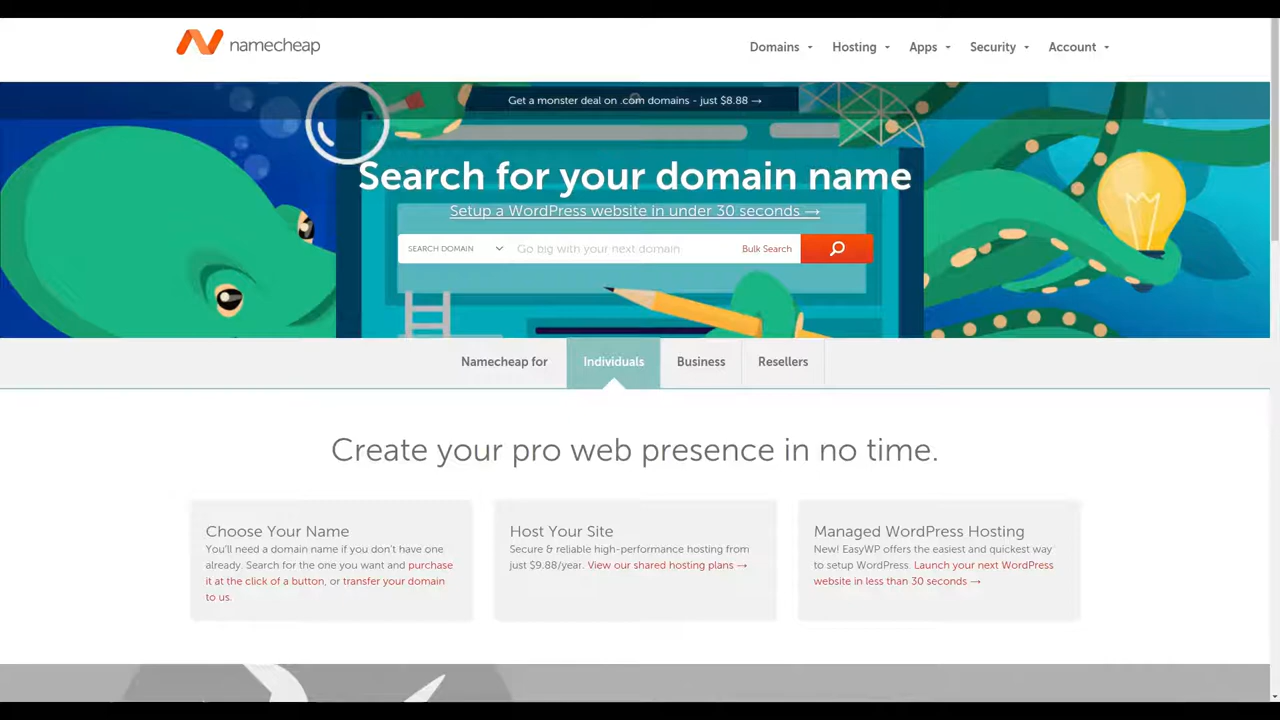 namecheap
Domains
Hosting
Apps
Security
Account
Get a monster deal on .com domains - just $8.88 →
Search for your domain name
Setup a WordPress website in under 30 seconds →
SEARCH DOMAIN
Go big with your next domain
Bulk Search
Namecheap for
Individuals
Business
Resellers
Create your pro web presence in no time.
Choose Your Name
You'll need a domain name if you don't have one
already. Search for the one you want and purchase
it at the click of a button, or transfer your domain
to us.
Host Your Site
Secure & reliable high-performance hosting from
just $9.88/year. View our shared hosting plans →
Managed WordPress Hosting
New! EasyWP offers the easiest and quickest way
to setup WordPress. Launch your next WordPress
website in less than 30 seconds →